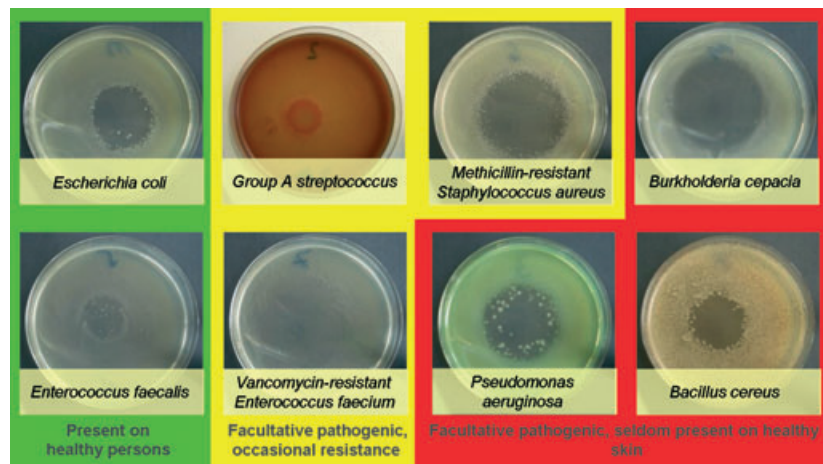 Escherichia coli
Group A streptococcus
Methicillin-resistant
Staphylococcus aureus
Burkholderia cepacia
Enterococcus faecalis
Vancomycin-resistant
Enterococcus faecium
Pseudomonas
aeruginosa
Bacillus cereus
Present on
healthy persons
Facultative pathogenic,
occasional resistance
Facultative pathogenic, seldom present on healthy
skin